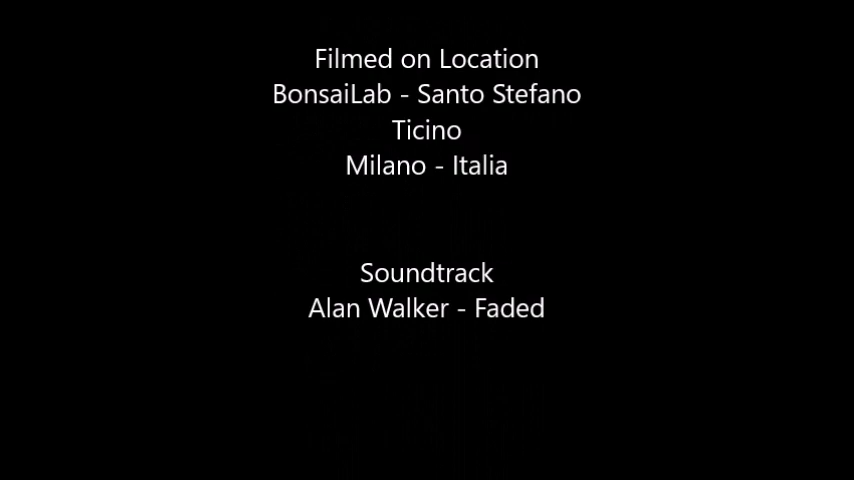 Filmed on Location
BonsaiLab - Santo Stefano
Ticino
Milano - Italia
Soundtrack
Alan Walker - Faded